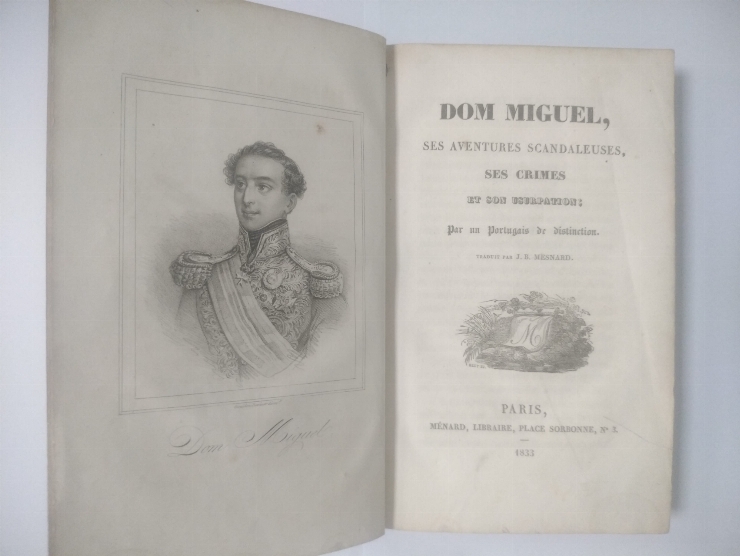 Dom Miguel
DOM MIGUEL,
SES AVENTURES SCANDALEUSES,
SES CRIMES
ET SON USURPATION;
Par un Portugais de distinction.
TRADUIT PAR J. B. MESNARD.
M
PARIS,
MÉNARD, LIBRAIRE, PLACE SORBONNE, Nº 3.
1833